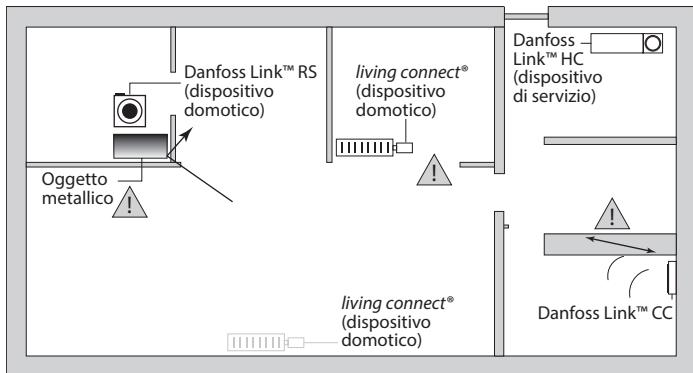 Danfoss Link™ RS
(dispositivo
domotico)
living connect®
(dispositivo
domotico)
Danfoss
Link™ HC
(dispositivo
di servizio)
Oggetto
metallico
!
!
!
Danfoss Link™ CC
living connect®
(dispositivo
domotico)